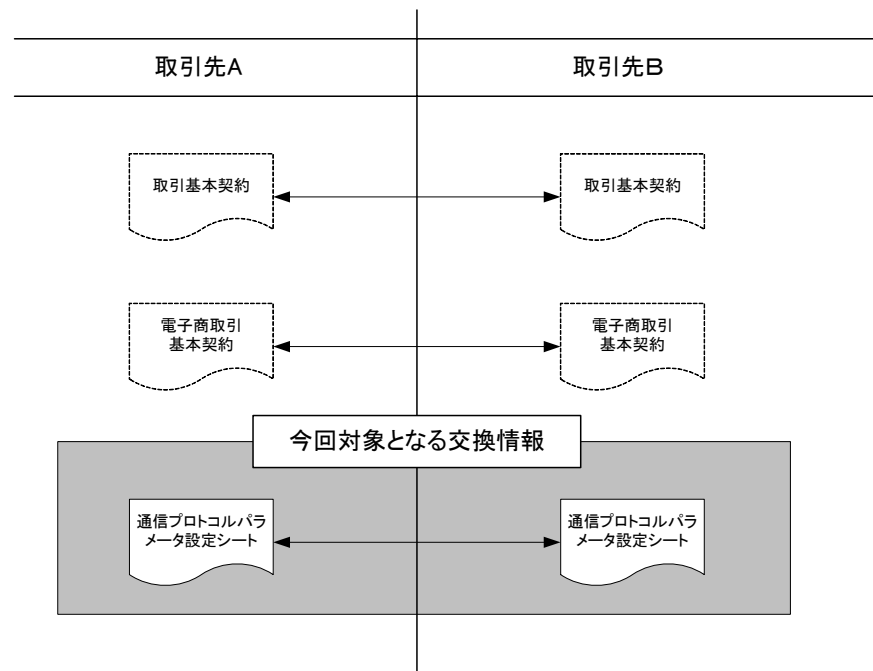 取引先A
取引先B
取引基本契約
取引基本契約
電子商取引
基本契約
電子商取引
基本契約
今回対象となる交換情報
通信プロトコルパラ
メータ設定シート
通信プロトコルパラ
メータ設定シート